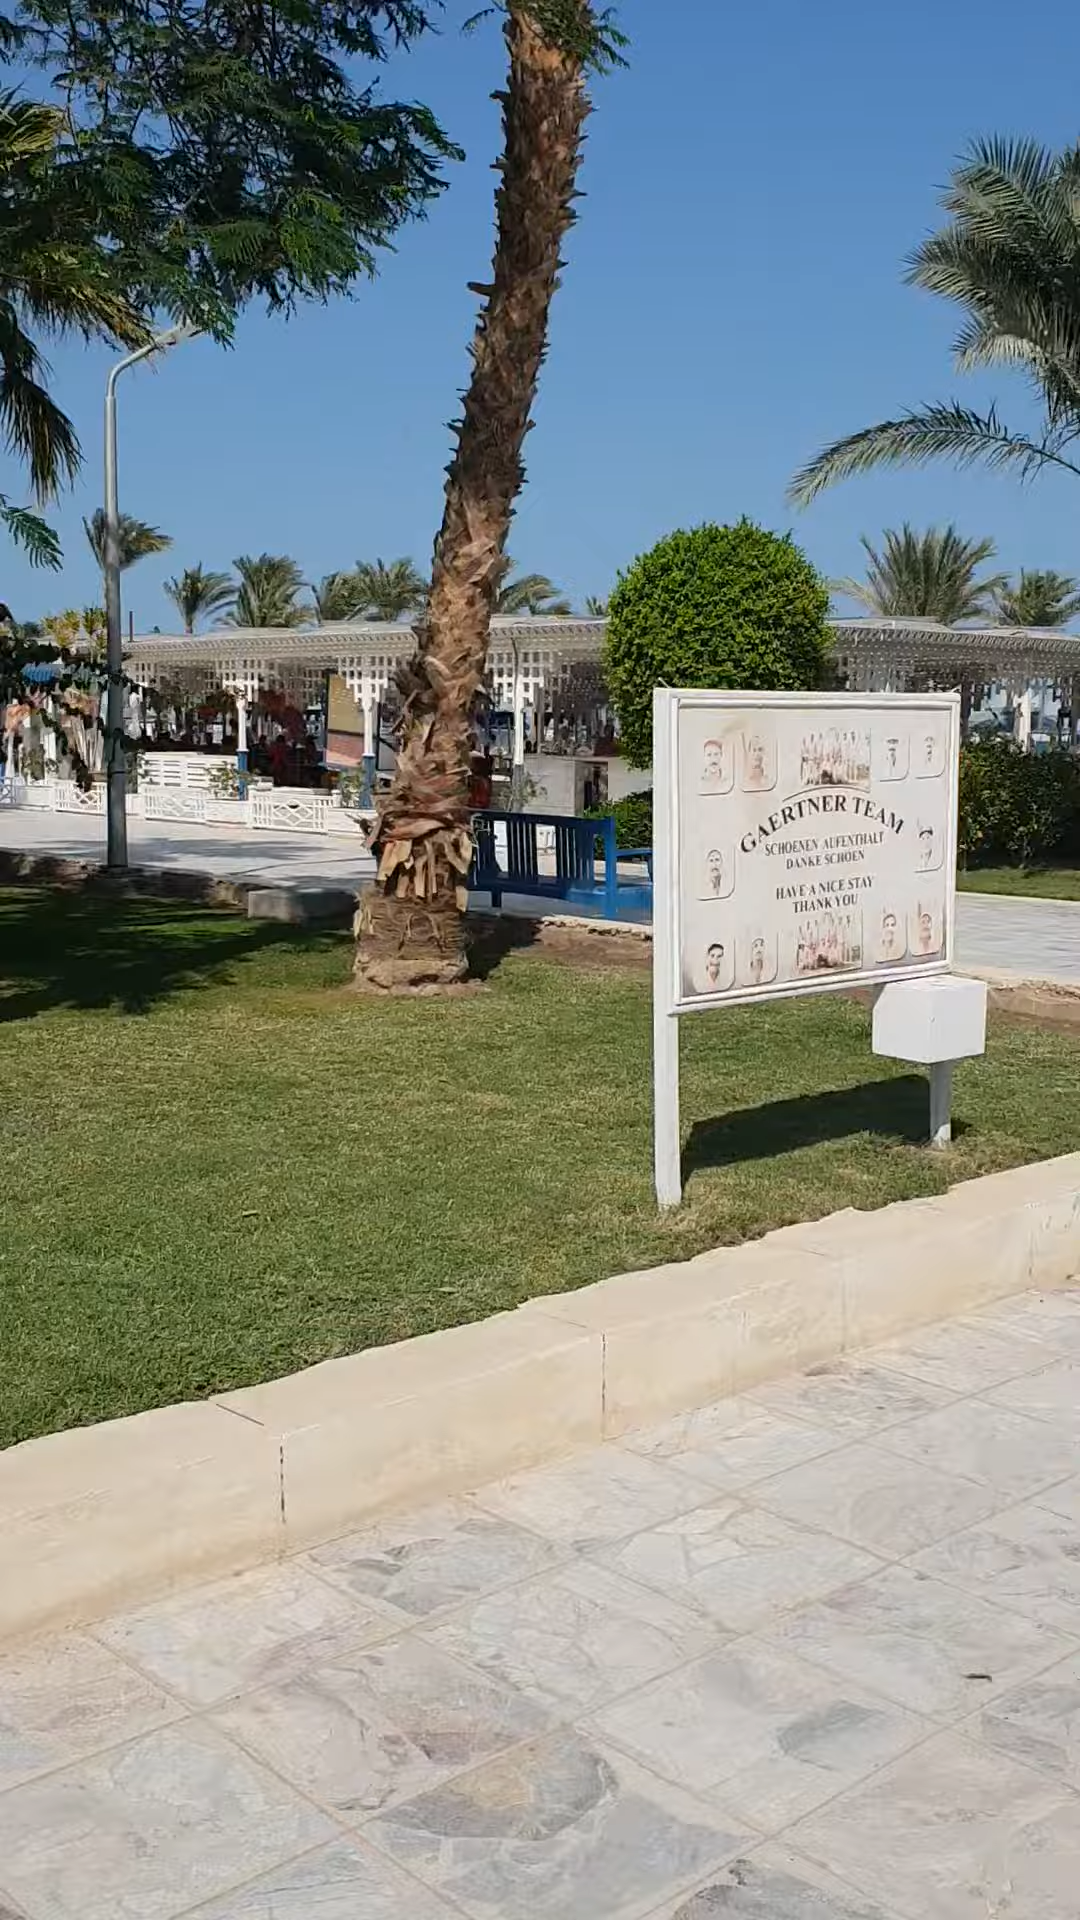 GAERTNER TEAM
SCHOENEN AUFENTHALT
DANKE SCHOEN
HAVE A NICE STAY
THANK YOU